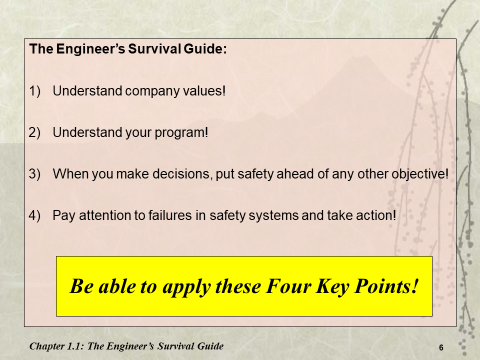 The Engineer's Survival Guide:
1) Understand company values!
2) Understand your program!
3) When you make decisions, put safety ahead of any other objective!
4) Pay attention to failures in safety systems and take action!
Be able to apply these Four Key Points!
Chapter 1.1: The Engineer's Survival Guide
6